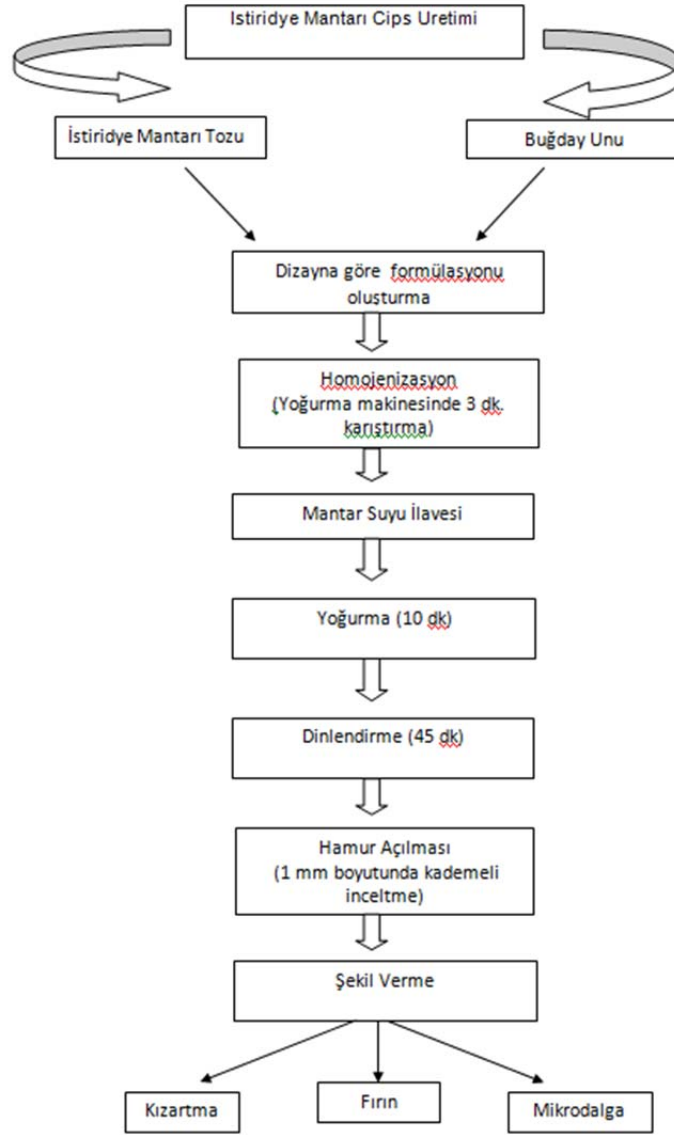 Istiridye Mantarı Cips Uretimi
İstiridye Mantarı Tozu
Buğday Unu
Dizayna göre formülasyonu
oluşturma
Homojenizasyon
(Yoğurma makinesinde 3 dk.
karıştırma)
Mantar Suyu İlavesi
Yoğurma (10 dk)
Dinlendirme (45 dk)
Hamur Açılması
(1 mm boyutunda kademeli
inceltme)
Şekil Verme
Kızartma
Fırın
Mikrodalga